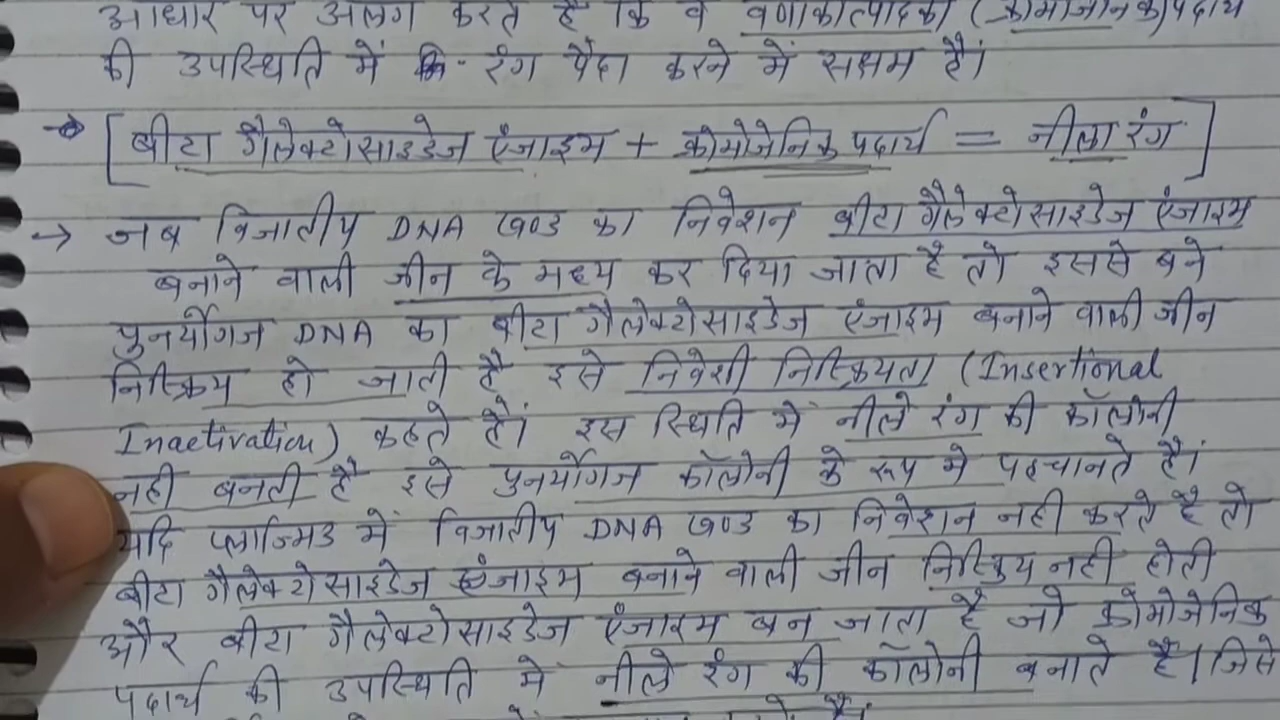 आधार पर अलग करते हैं कि वे वर्णकोत्पादकी (क्रोमोजानिक) पदार्थ
की उपस्थिति में रंग पैदा करने में सक्षम है।
→ [बीटा गैलेक्टोसाइडेज एंजाइम + क्रोमोजेनिक पदार्थ = नीला रंग]
→ जब विजातीय DNA खण्ड का निवेशन बीटा गैलेक्टोसाइडेज एंजाइम
बनाने वाली जीन के मध्य कर दिया जाता है तो इससे बने
पुनर्योगज DNA का बीटा गैलेक्टोसाइडेज एंजाइम बनाने वाली जीन
निष्क्रिय हो जाती है इसे निवेशी निष्क्रियता (Insertional
Inactivation) कहते हैं। इस स्थिति में नीले रंग की कॉलोनी
नही बनती है इसे पुनर्योगज कॉलोनी के रूप मे पहचानते है।
यदि प्लाज्मिड में विजातीय DNA खण्ड का निवेशन नही करते है तो
बीटा गैलेक्टोसाइडेज एंजाइम बनाने वाली जीन निष्क्रिय नही होती
और बीटा गैलेक्टोसाइडेज एंजाइम बन जाता है जो क्रोमोजेनिक
पदार्थ की उपस्थिति मे नीले रंग की कॉलोनी बनाते है। जिसे